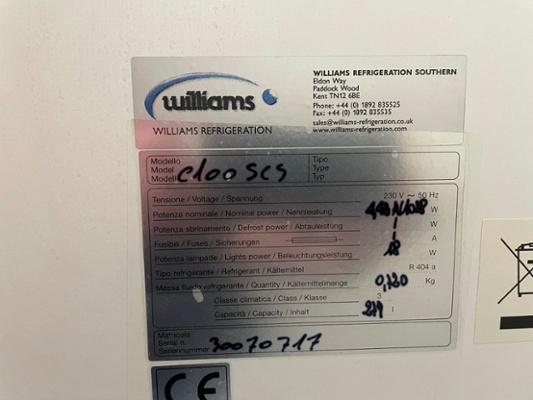 williams
WILLIAMS REFRIGERATION
WILLIAMS REFRIGERATION SOUTHERN
Eldon Way
Paddock Wood
Kent TN12 6BE
Phone: +44 (0) 1892 835525
Fax: +44 (0) 1892 835535
sales@williams-refrigeration.co.uk
www.williams-refrigeration.com
Modello Tipo
Model C100SCS Type
Modell Typ
Tensione / Voltage / Spannung 230 V ~ 50 Hz
Potenza nominale / Nominal power / Nennleistung W
Potenza sbrinamento / Defrost power / Abtauleistung W
Fusibili / Fuses / Sicherungen A
Potenza lampade / Lights power / Beleuchtungsleistung W
Tipo refrigerante / Refrigerant / Kältemittel R 404 a
Massa fluido refrigerante / Quantity / Kältemittelmenge Kg
Classe climatica / Class / Klasse 3
Capacità / Capacity / Inhalt l
Matricola
Serial n. 30070717
Seriennummer
CE